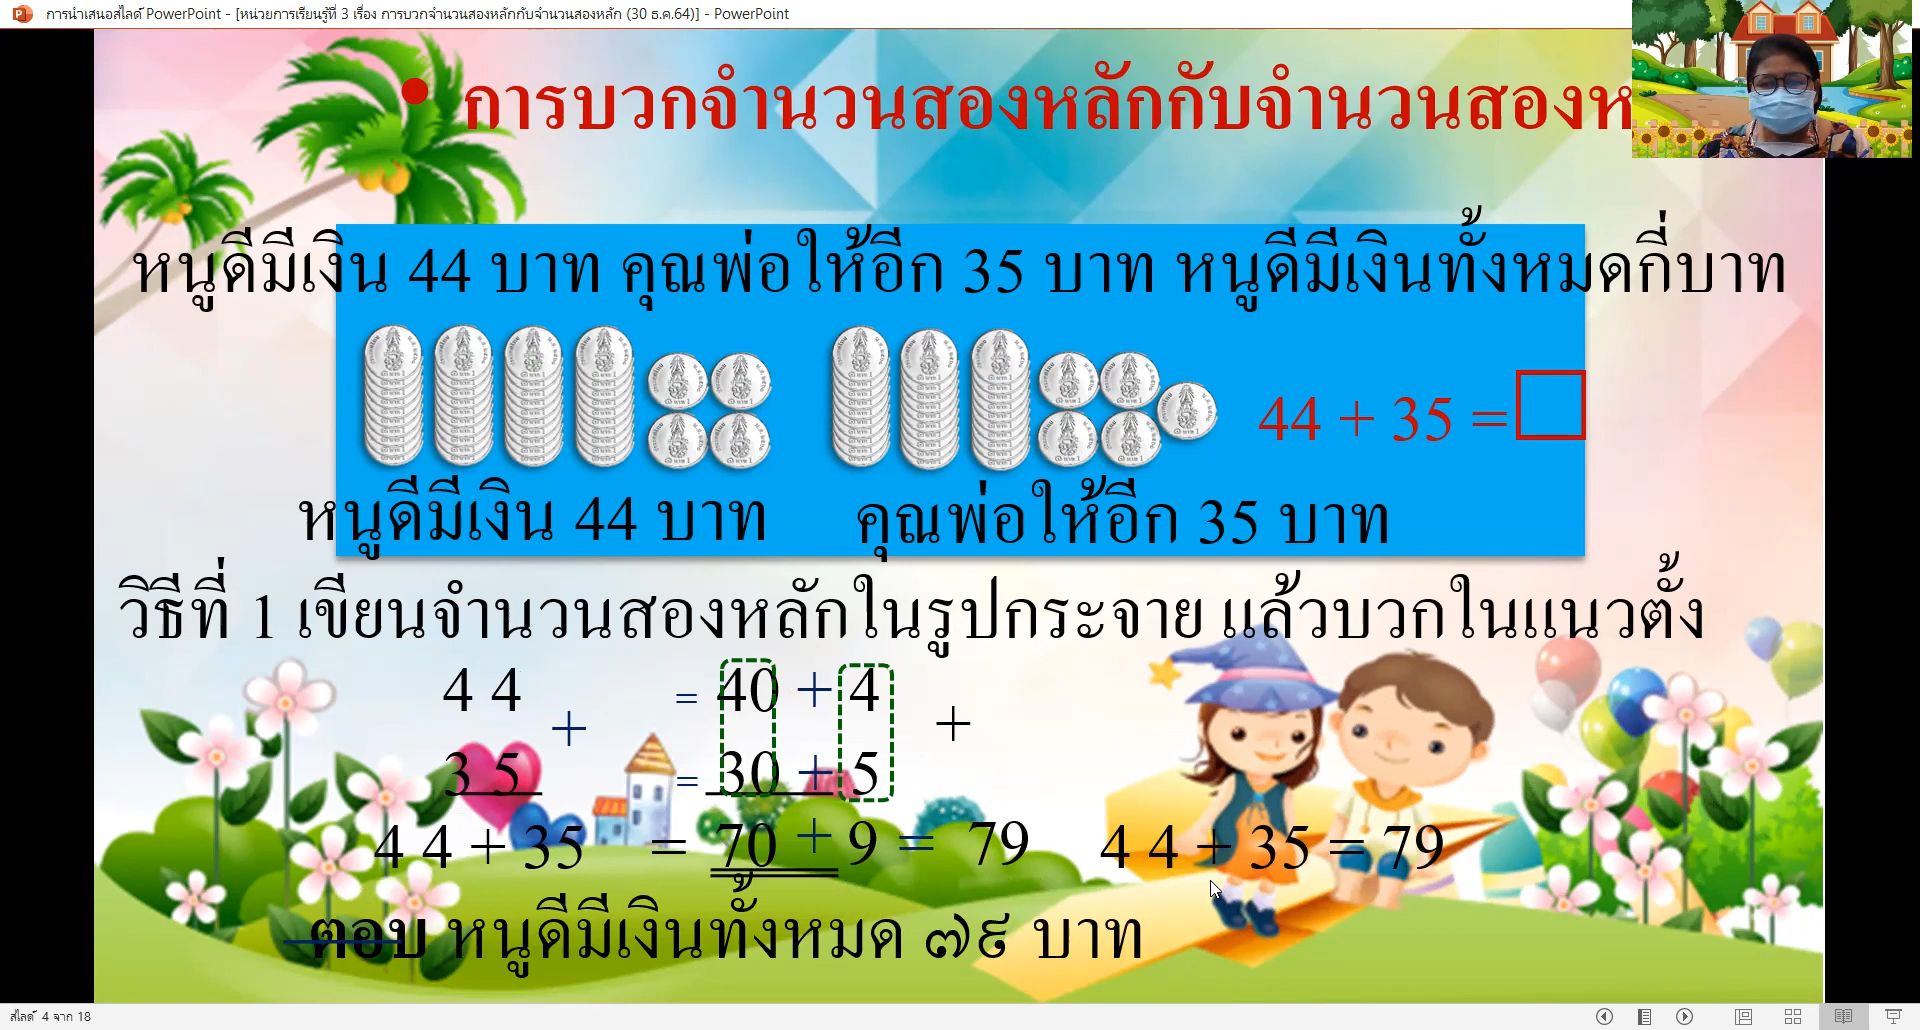 การนำเสนอสไลด์ PowerPoint - [หน่วยการเรียนรู้ที่ 3 เรื่อง การบวกจำนวนสองหลักกับจำนวนสองหลัก (30 ธ.ค.64)] - PowerPoint
• การบวกจำนวนสองหลักกับจำนวนสองห
หนูดีมีเงิน 44 บาท คุณพ่อให้อีก 35 บาท หนูดีมีเงินทั้งหมดกี่บาท
44 + 35 =
หนูดีมีเงิน 44 บาท คุณพ่อให้อีก 35 บาท
วิธีที่ 1 เขียนจำนวนสองหลักในรูปกระจาย แล้วบวกในแนวตั้ง
4 4 = 40 + 4
+ +
3 5 = 30 + 5
4 4 + 35 = 70 + 9 = 79 4 4 + 35 = 79
ตอบ หนูดีมีเงินทั้งหมด ๗๙ บาท
สไลด์ 4 จาก 18